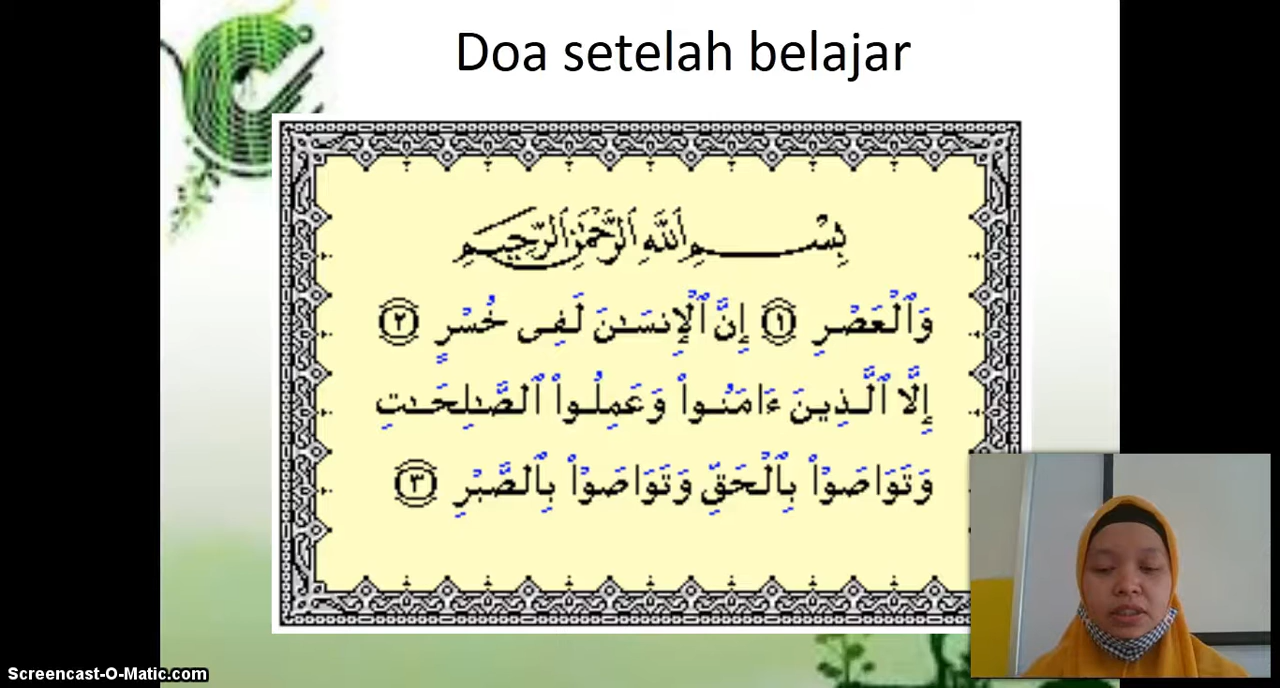 Doa setelah belajar
بِسْمِ ٱللَّهِ ٱلرَّحْمَٰنِ ٱلرَّحِيمِ
وَٱلْعَصْرِ ١ إِنَّ ٱلْإِنسَـٰنَ لَفِى خُسْرٍ ٢
إِلَّا ٱلَّذِينَ ءَامَنُوا۟ وَعَمِلُوا۟ ٱلصَّـٰلِحَـٰتِ
وَتَوَاصَوْا۟ بِٱلْحَقِّ وَتَوَاصَوْا۟ بِٱلصَّبْرِ ٣
Screencast-O-Matic.com